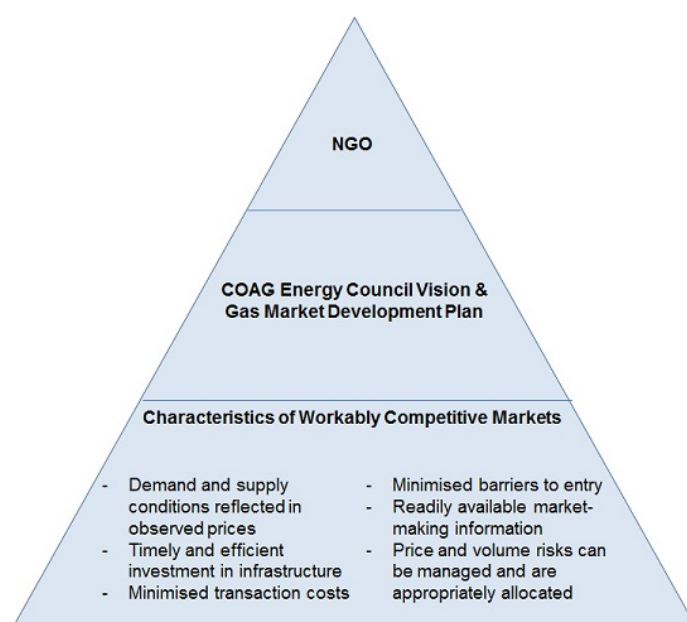 NGO
COAG Energy Council Vision &
Gas Market Development Plan
Characteristics of Workably Competitive Markets
- Demand and supply
conditions reflected in
observed prices
- Timely and efficient
investment in infrastructure
- Minimised transaction costs
- Minimised barriers to entry
- Readily available market-
making information
- Price and volume risks can
be managed and are
appropriately allocated